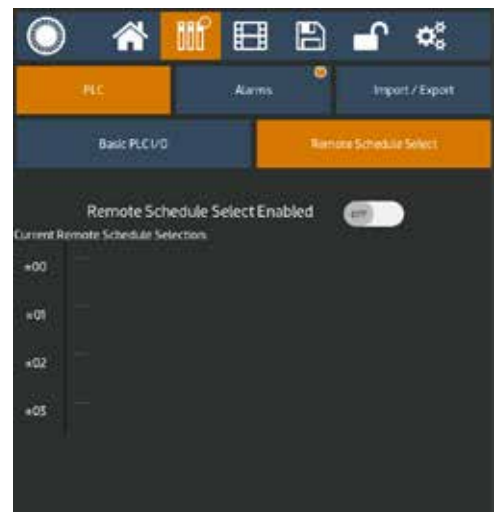 PLC Alarms Import / Export
Basic PLC I/O Remote Schedule Select
Remote Schedule Select Enabled OFF
Current Remote Schedule Selections
#00
#01
#02
#03